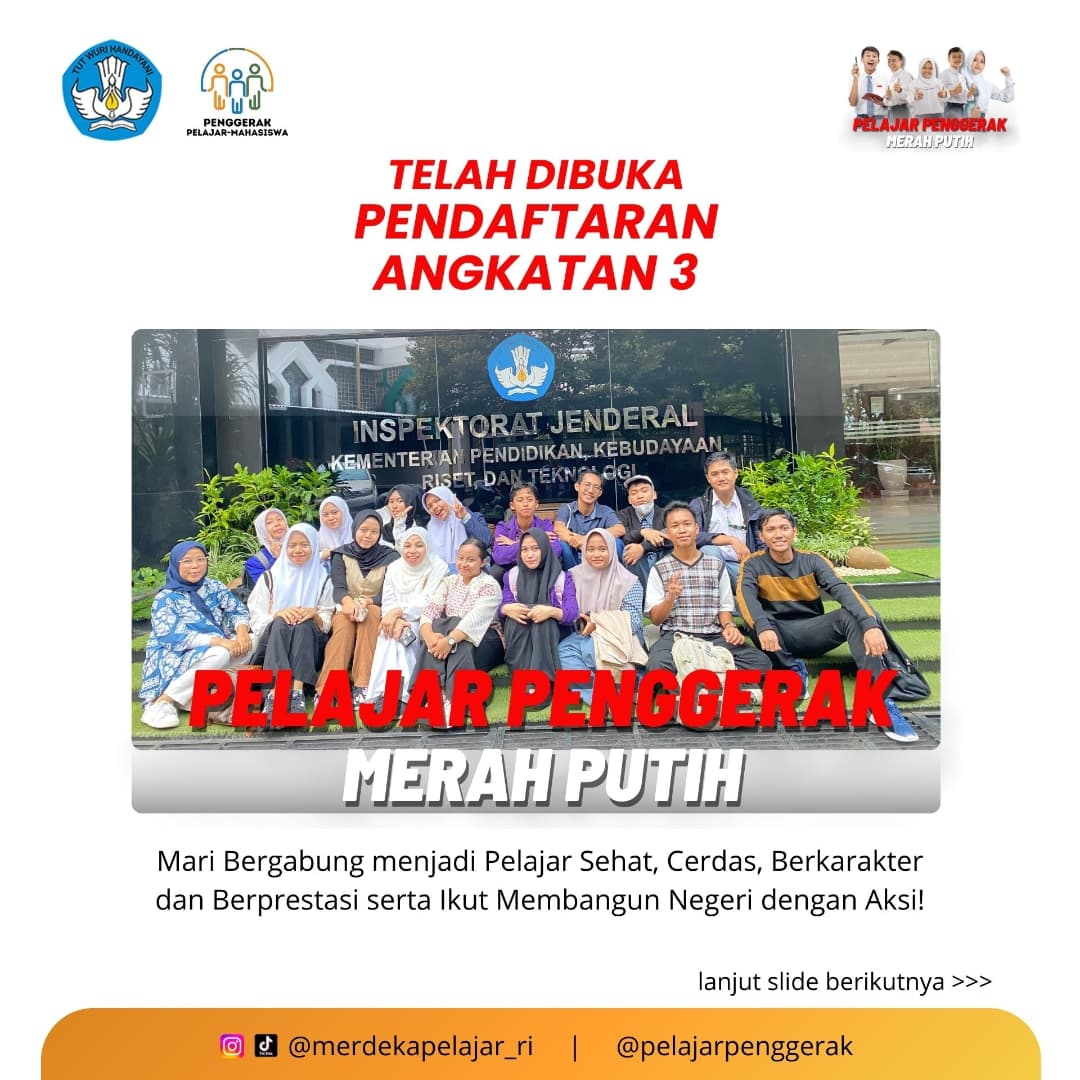 TUT WURI HANDAYANI
PENGGERAK
PELAJAR-MAHASISWA
PELAJAR PENGGERAK
MERAH PUTIH
TELAH DIBUKA
PENDAFTARAN
ANGKATAN 3
INSPEKTORAT JENDERAL
KEMENTERIAN PENDIDIKAN, KEBUDAYAAN,
RISET, DAN TEKNOLOGI
PELAJAR PENGGERAK
MERAH PUTIH
Mari Bergabung menjadi Pelajar Sehat, Cerdas, Berkarakter
dan Berprestasi serta Ikut Membangun Negeri dengan Aksi!
lanjut slide berikutnya >>>
@merdekapelajar_ri | @pelajarpenggerak